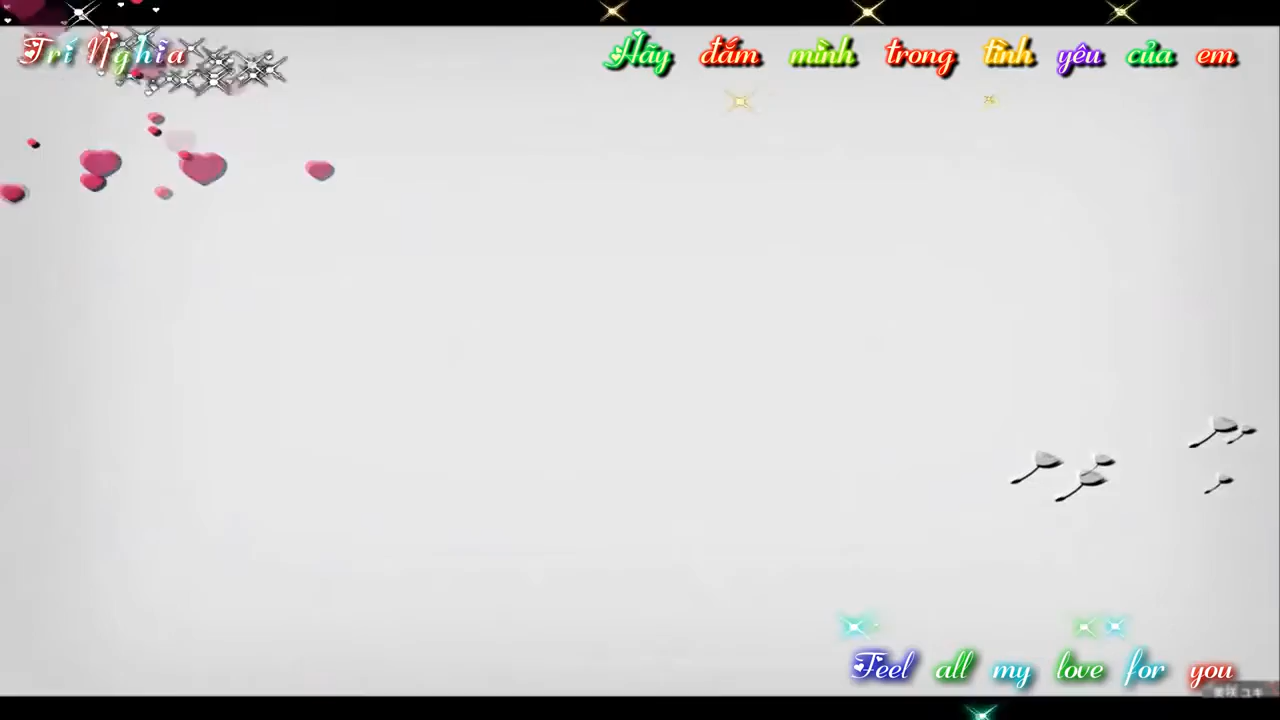 Trí Nghĩa
Hãy đắm mình trong tình yêu của em
Feel all my love for you